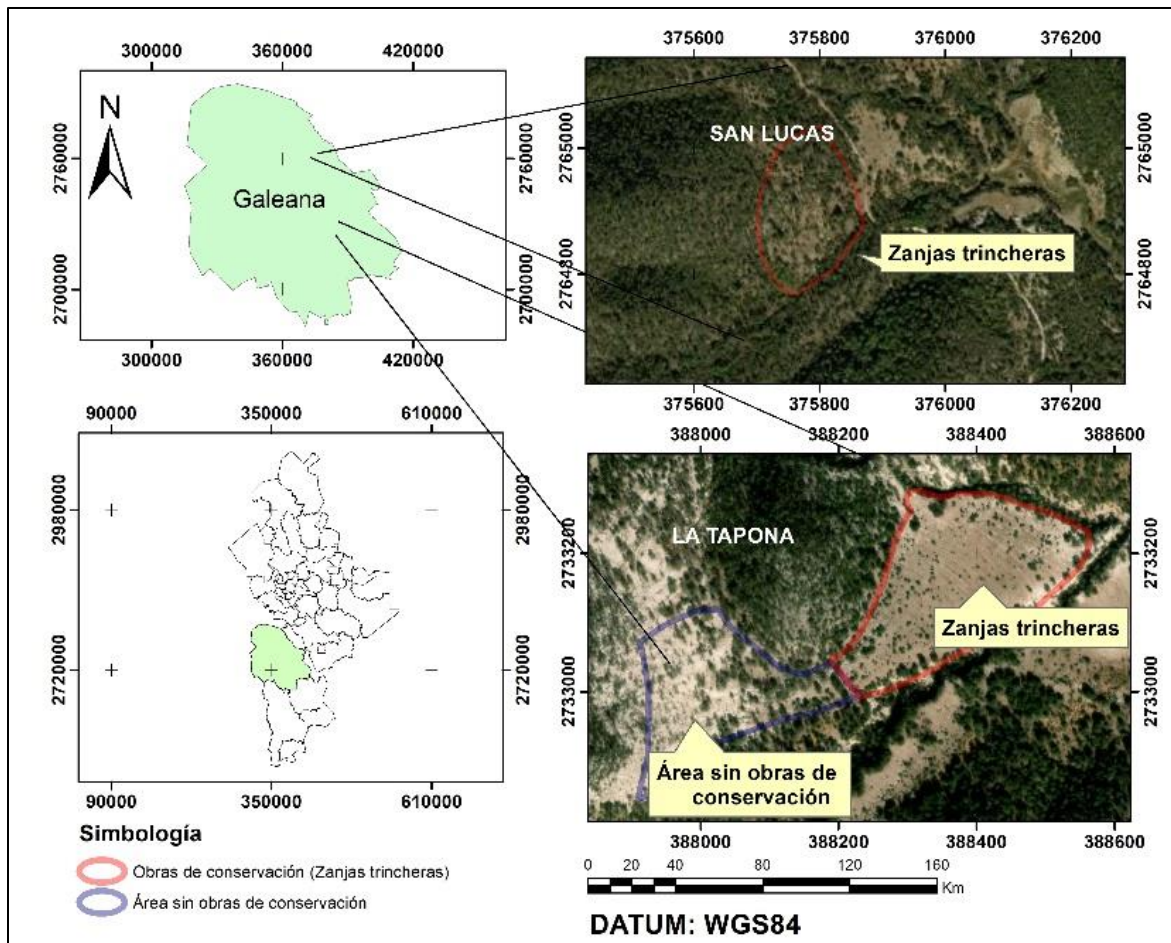 300000 360000 420000
N
2760000
2760000
Galeana
2700000
2700000
300000 360000 420000
375600 375800 376000 376200
SAN LUCAS
2765000
2765000
Zanjas trincheras
2764800
2764800
375600 375800 376000 376200
90000 350000 610000
2980000
2980000
2720000
2720000
90000 350000 610000
388000 388200 388400 388600
LA TAPONA
2733200
2733200
Zanjas trincheras
2733000
2733000
Área sin obras de
conservación
388000 388200 388400 388600
Simbología
Obras de conservación (Zanjas trincheras)
Área sin obras de conservación
0 20 40 80 120 160
Km
DATUM: WGS84